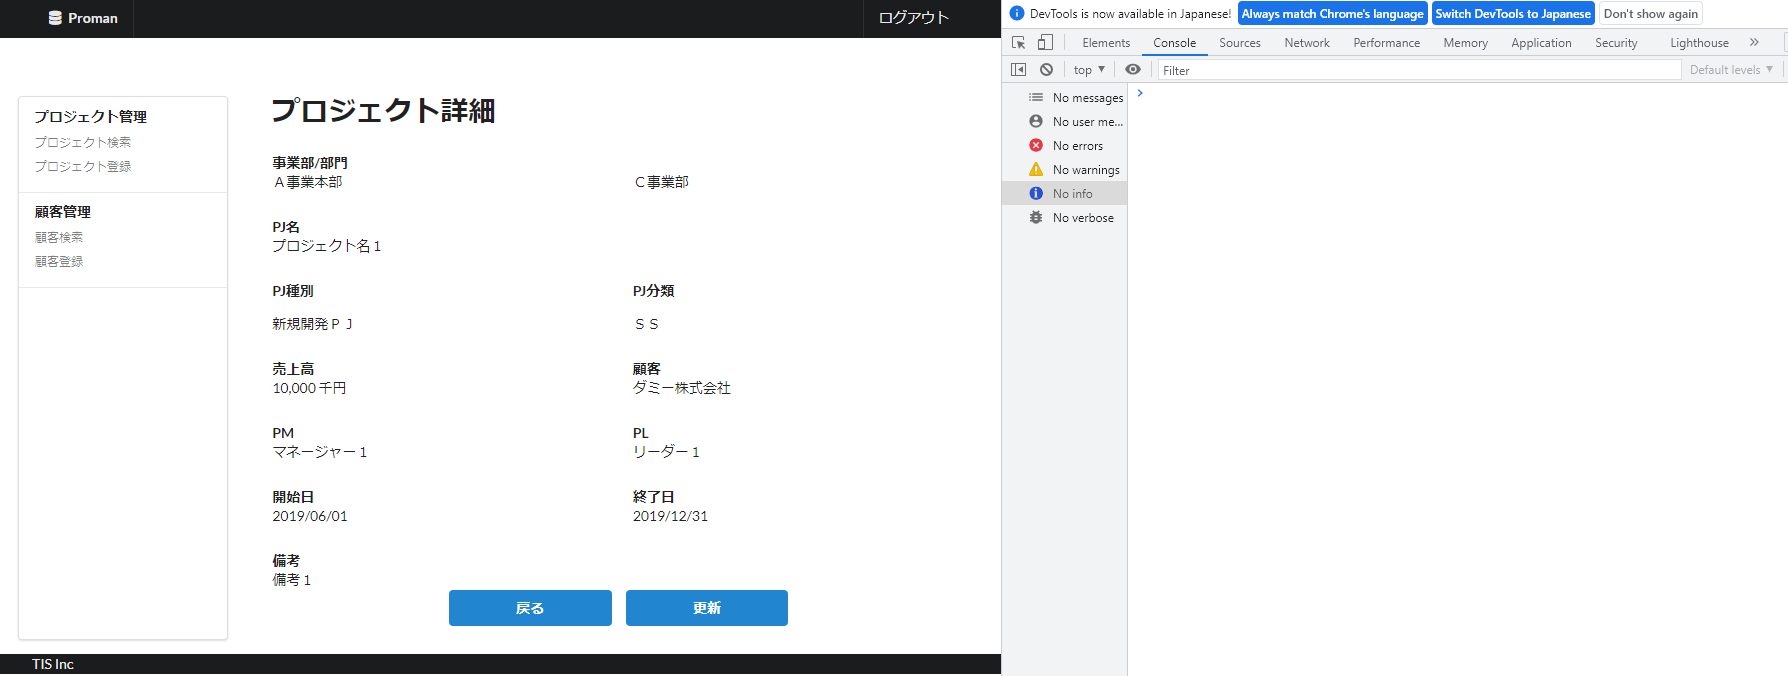 Proman
ログアウト
プロジェクト管理
プロジェクト検索
プロジェクト登録
顧客管理
顧客検索
顧客登録
プロジェクト詳細
事業部/部門
A事業本部 C事業部
PJ名
プロジェクト名1
PJ種別 PJ分類
新規開発PJ SS
売上高 顧客
10,000 千円 ダミー株式会社
PM PL
マネージャー1 リーダー1
開始日 終了日
2019/06/01 2019/12/31
備考
備考1
戻る 更新
TIS Inc
DevTools is now available in Japanese! Always match Chrome's language Switch DevTools to Japanese Don't show again
Elements Console Sources Network Performance Memory Application Security Lighthouse »
top ▼ Filter Default levels ▼
No messages
No user me...
No errors
No warnings
No info
No verbose